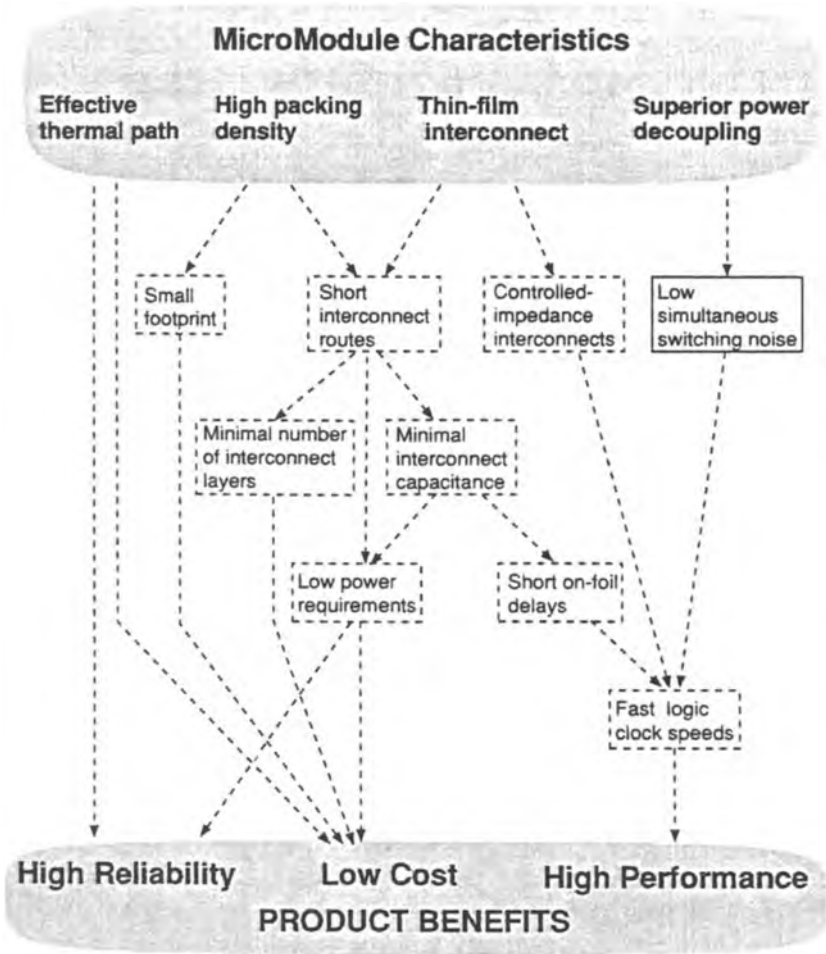 MicroModule Characteristics
Effective
thermal path
High packing
density
Thin-film
interconnect
Superior power
decoupling
Small
footprint
Short
interconnect
routes
Controlled-
impedance
interconnects
Low
simultaneous
switching noise
Minimal number
of interconnect
layers
Minimal
interconnect
capacitance
Low power
requirements
Short on-foil
delays
Fast logic
clock speeds
High Reliability
Low Cost
High Performance
PRODUCT BENEFITS